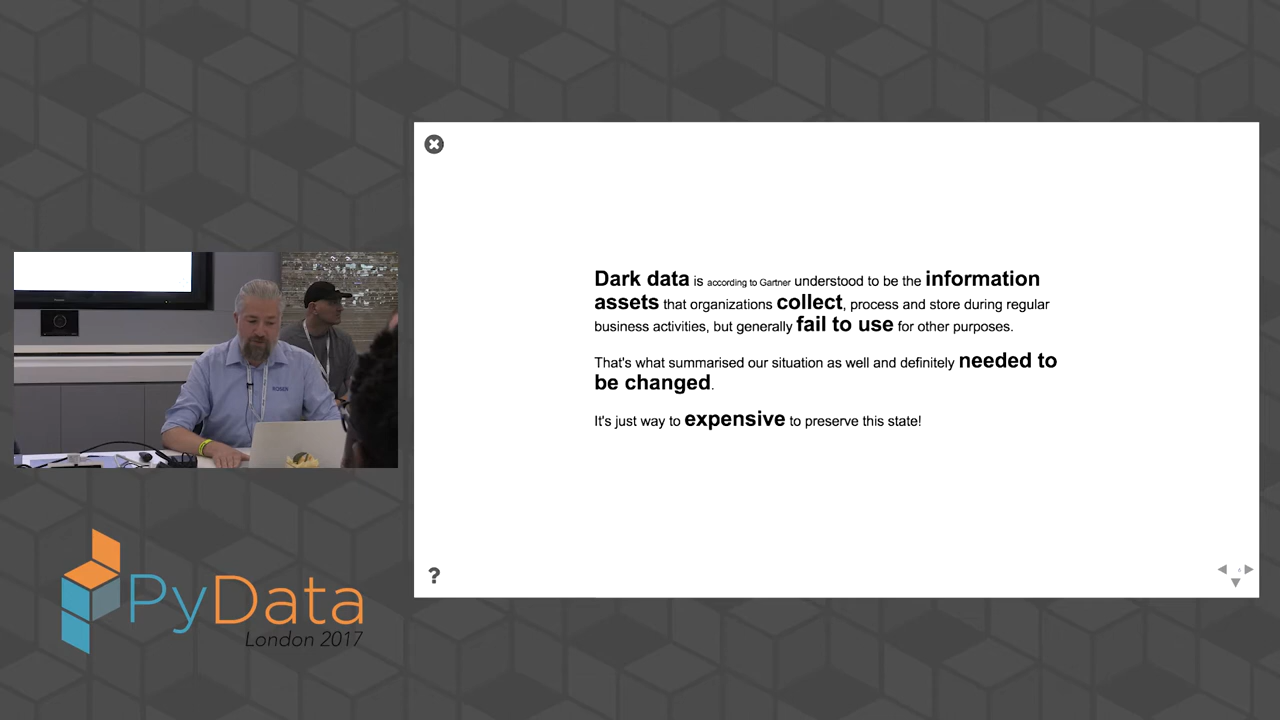 Dark data is according to Gartner understood to be the information
assets that organizations collect, process and store during regular
business activities, but generally fail to use for other purposes.
That's what summarised our situation as well and definitely needed to
be changed.
It's just way to expensive to preserve this state!
?
PyData
London 2017